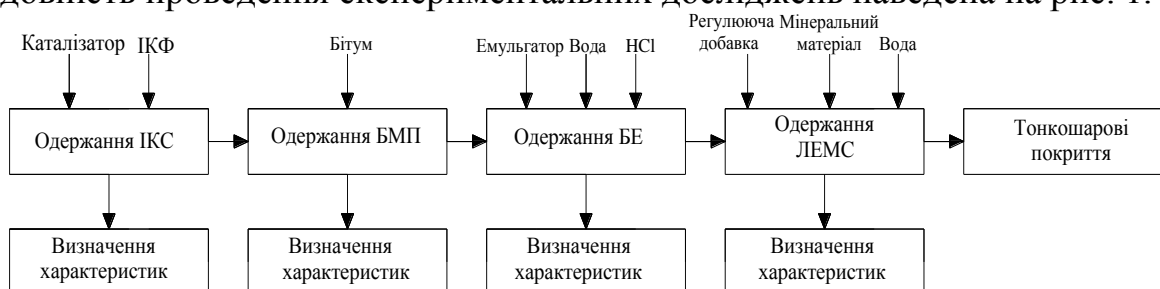 довність проведення експериментальних досліджень наведена на рис. 1.
Каталізатор ІКФ
Бітум
Емульгатор Вода HCl
Регулююча добавка
Мінеральний матеріал
Вода
Одержання ІКС
Одержання БМП
Одержання БЕ
Одержання
ЛЕМС
Тонкошарові
покриття
Визначення
характеристик
Визначення
характеристик
Визначення
характеристик
Визначення
характеристик